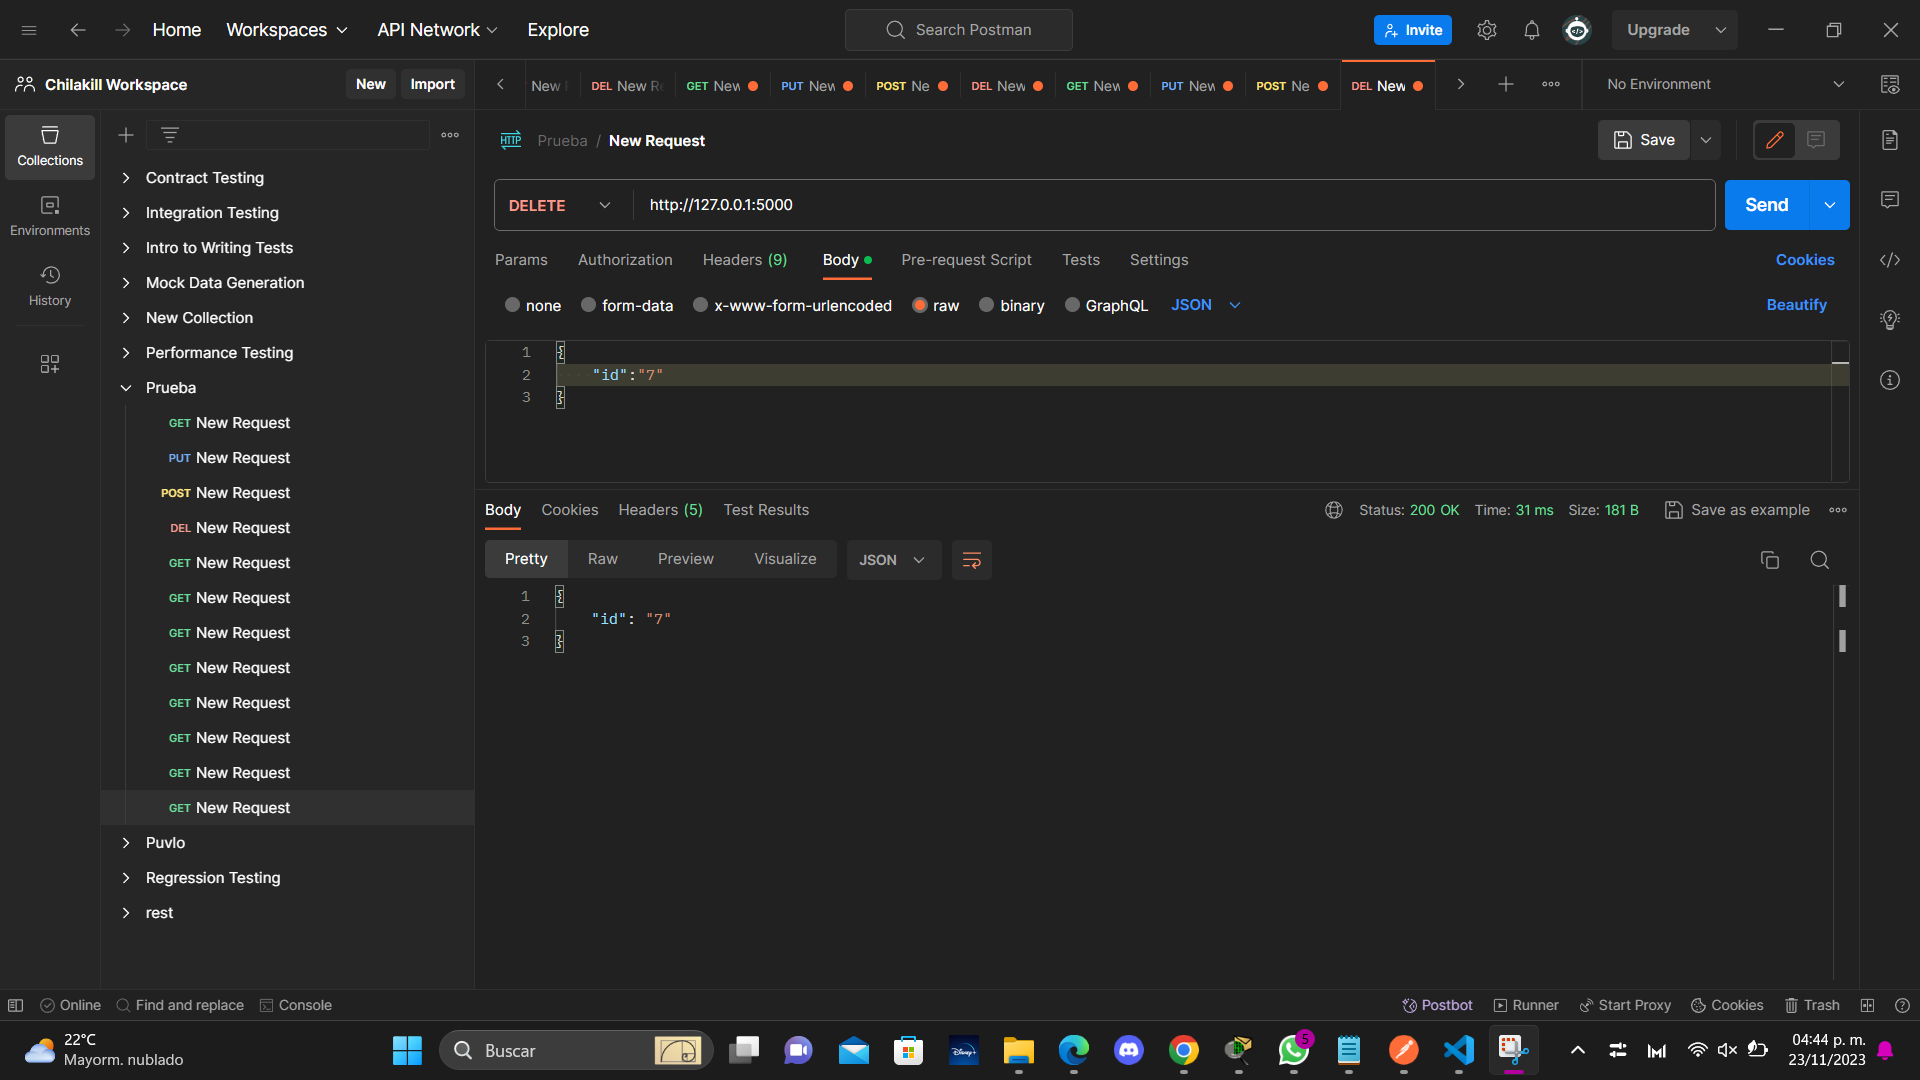 Home Workspaces API Network Explore Search Postman Invite Upgrade
Chilakill Workspace New Import New DEL New Re GET New PUT New POST Ne DEL New GET New PUT New POST Ne DEL New No Environment
Collections
Environments
History
Contract Testing
Integration Testing
Intro to Writing Tests
Mock Data Generation
New Collection
Performance Testing
Prueba
GET New Request
PUT New Request
POST New Request
DEL New Request
GET New Request
GET New Request
GET New Request
GET New Request
GET New Request
GET New Request
GET New Request
GET New Request
Puvlo
Regression Testing
rest
HTTP Prueba / New Request Save
DELETE http://127.0.0.1:5000 Send
Params Authorization Headers (9) Body Pre-request Script Tests Settings Cookies
none form-data x-www-form-urlencoded raw binary GraphQL JSON Beautify
1 {
2 "id":"7"
3 }
Body Cookies Headers (5) Test Results Status: 200 OK Time: 31 ms Size: 181 B Save as example
Pretty Raw Preview Visualize JSON
1 {
2 "id": "7"
3 }
Online Find and replace Console Postbot Runner Start Proxy Cookies Trash
22°C
Mayorm. nublado
Buscar
Disney+
5
04:44 p. m.
23/11/2023